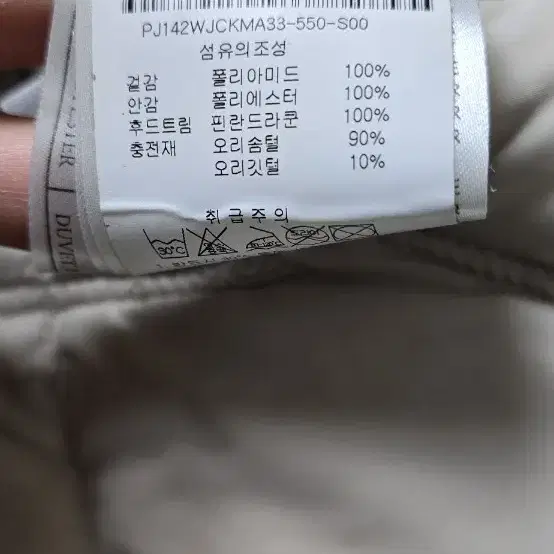 PJ142WJCKMA33-550-S00
섬유의조성
겉감 폴리아미드 100%
안감 폴리에스터 100%
후드트림 핀란드라쿤 100%
충전재 오리솜털 90%
오리깃털 10%
취급주의
30°C
DUVET